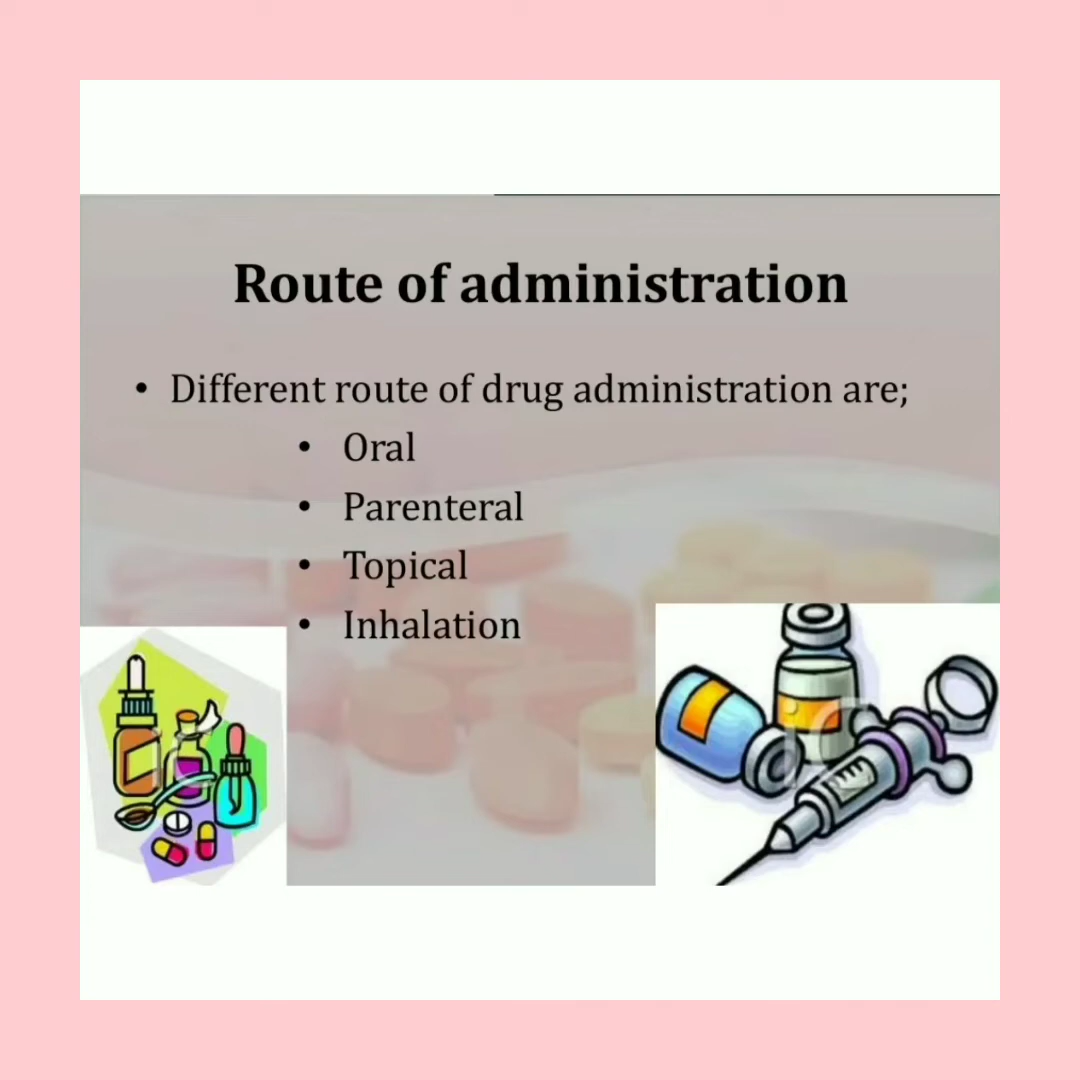 Route of administration
• Different route of drug administration are;
• Oral
• Parenteral
• Topical
• Inhalation